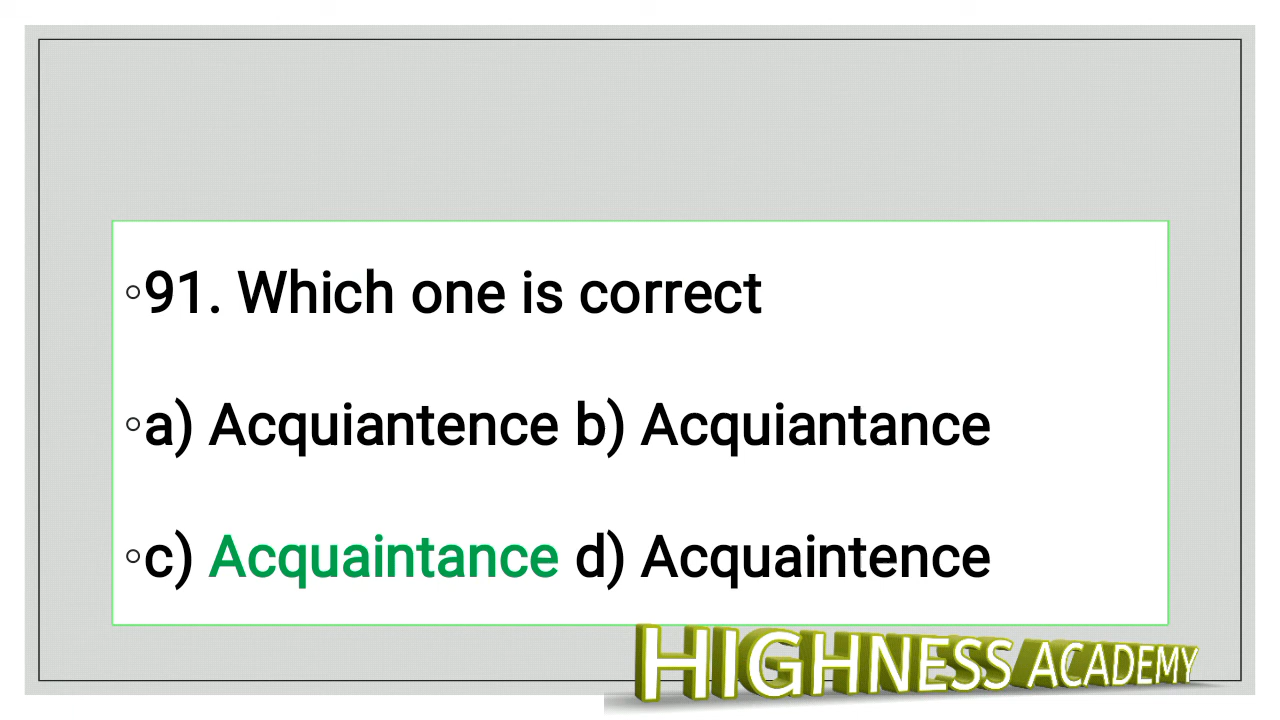 ◦91. Which one is correct
◦a) Acquiantence b) Acquiantance
◦c) Acquaintance d) Acquaintence
HIGHNESS ACADEMY